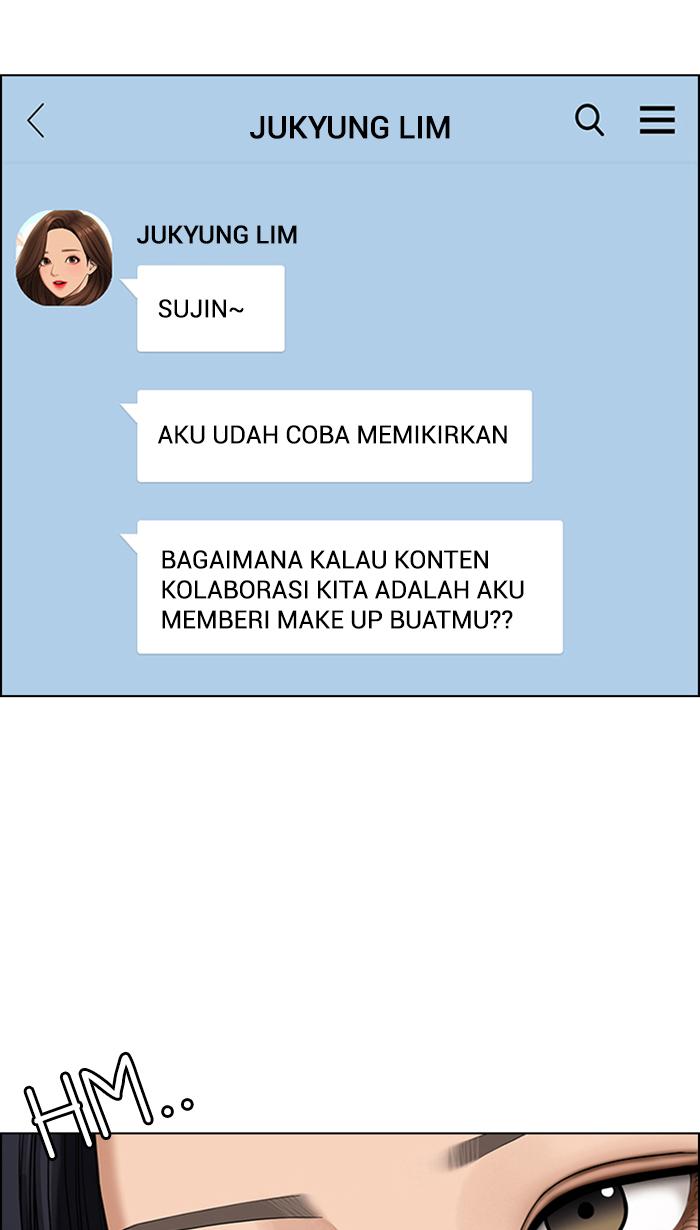 JUKYUNG LIM
JUKYUNG LIM
SUJIN~
AKU UDAH COBA MEMIKIRKAN
BAGAIMANA KALAU KONTEN
KOLABORASI KITA ADALAH AKU
MEMBERI MAKE UP BUATMU??
HM..